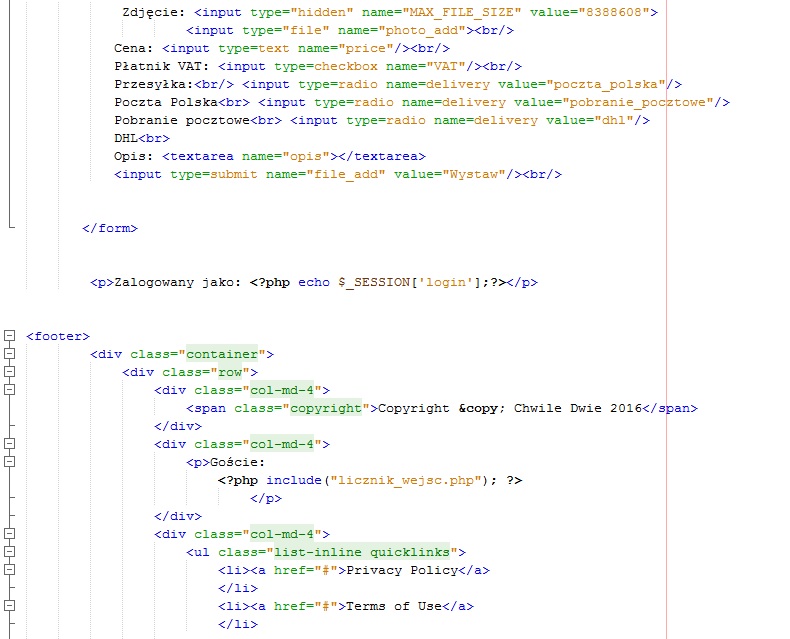 Zdjęcie: <input type="hidden" name="MAX_FILE_SIZE" value="8388608">
<input type="file" name="photo_add"><br/>
Cena: <input type=text name="price"/><br/>
Płatnik VAT: <input type=checkbox name="VAT"/><br/>
Przesyłka:<br/> <input type=radio name=delivery value="poczta_polska"/>
Poczta Polska<br> <input type=radio name=delivery value="pobranie_pocztowe"/>
Pobranie pocztowe<br> <input type=radio name=delivery value="dhl"/>
DHL<br>
Opis: <textarea name="opis"></textarea>
<input type=submit name="file_add" value="Wystaw"/><br/>
</form>
<p>Zalogowany jako: <?php echo $_SESSION['login'];?></p>
<footer>
<div class="container">
<div class="row">
<div class="col-md-4">
<span class="copyright">Copyright &copy; Chwile Dwie 2016</span>
</div>
<div class="col-md-4">
<p>Goście:
<?php include("licznik_wejsc.php"); ?>
</p>
</div>
<div class="col-md-4">
<ul class="list-inline quicklinks">
<li><a href="#">Privacy Policy</a>
</li>
<li><a href="#">Terms of Use</a>
</li>